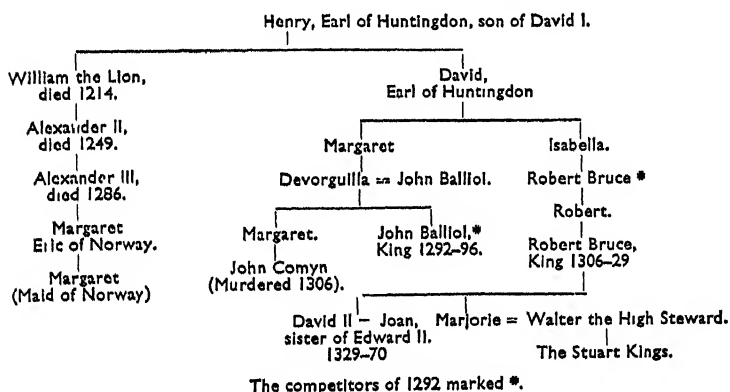 Henry, Earl of Huntingdon, son of David I.
William the Lion,
died 1214.
David,
Earl of Huntingdon
Alexander II,
died 1249.
Margaret
Isabella.
Alexander III,
died 1286.
Devorguilla = John Balliol.
Robert Bruce *
Robert.
Margaret
Eric of Norway.
Margaret.
John Balliol,*
King 1292–96.
Robert Bruce,
King 1306–29
Margaret
(Maid of Norway)
John Comyn
(Murdered 1306).
David II – Joan,
sister of Edward II.
1329–70
Marjorie = Walter the High Steward.
The Stuart Kings.
The competitors of 1292 marked *.